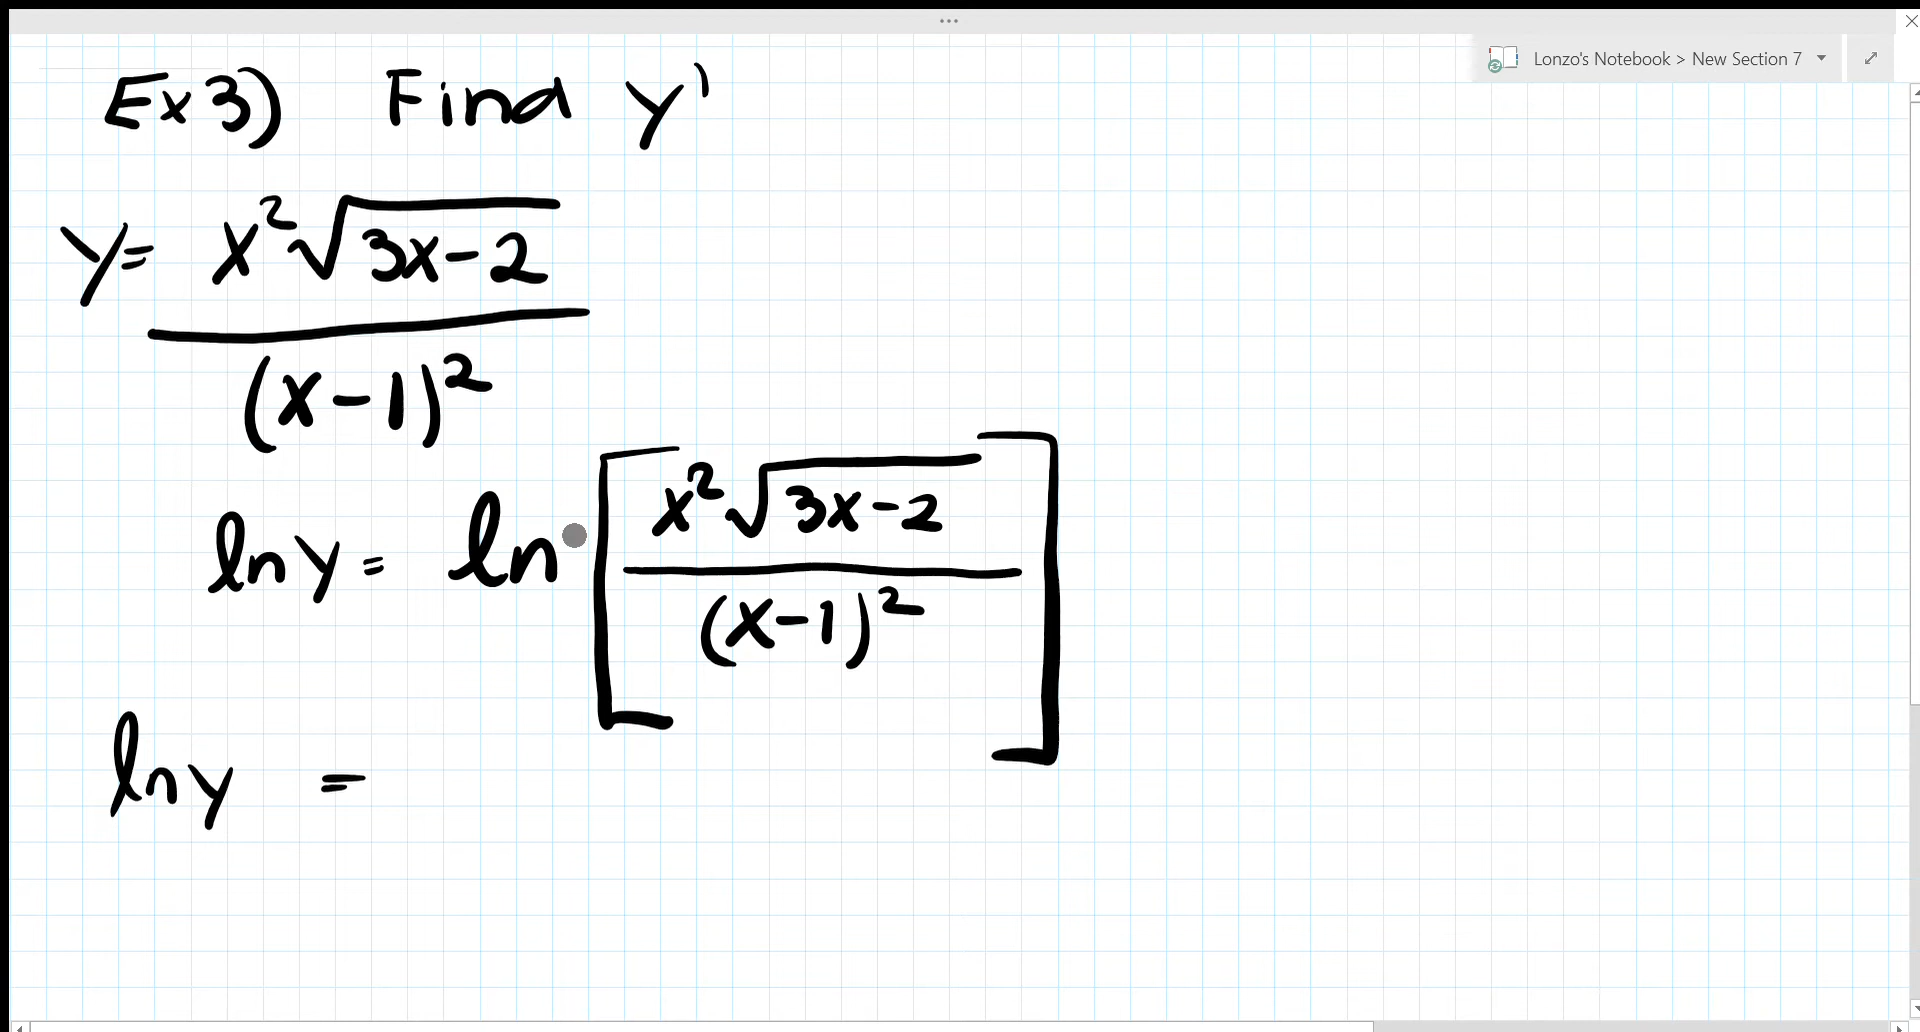 Lonzo's Notebook > New Section 7
Ex 3) Find y'
y = x²√(3x-2)
(x-1)²
ln y = ln [ x²√(3x-2)
(x-1)² ]
ln y =